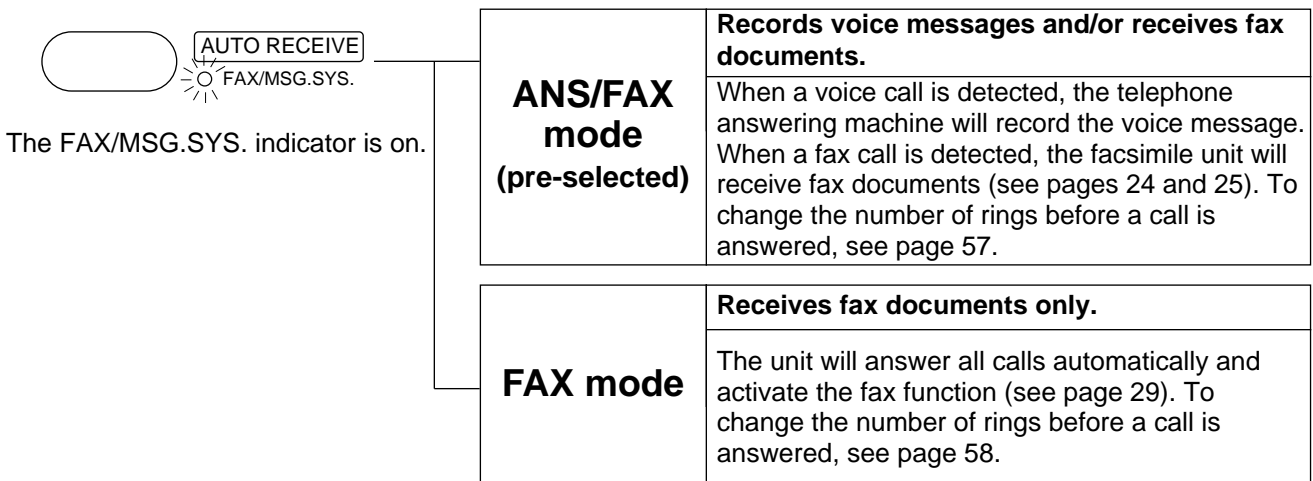 AUTO RECEIVE
FAX/MSG.SYS.
The FAX/MSG.SYS. indicator is on.
ANS/FAX
mode
(pre-selected)
Records voice messages and/or receives fax
documents.
When a voice call is detected, the telephone
answering machine will record the voice message.
When a fax call is detected, the facsimile unit will
receive fax documents (see pages 24 and 25). To
change the number of rings before a call is
answered, see page 57.
FAX mode
Receives fax documents only.
The unit will answer all calls automatically and
activate the fax function (see page 29). To
change the number of rings before a call is
answered, see page 58.